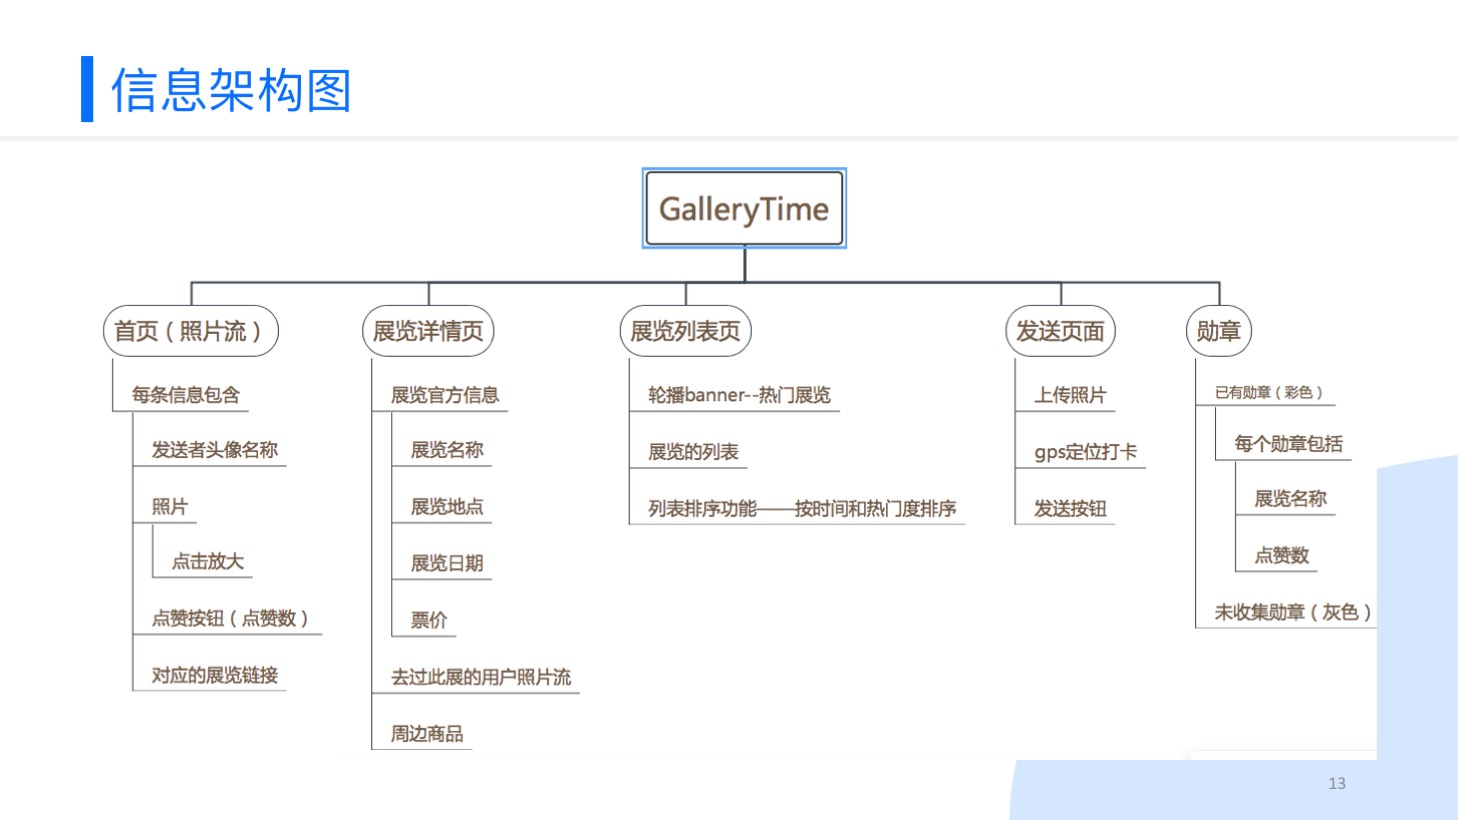 信息架构图
GalleryTime
首页（照片流）
每条信息包含
发送者头像名称
照片
点击放大
点赞按钮（点赞数）
对应的展览链接
展览详情页
展览官方信息
展览名称
展览地点
展览日期
票价
去过此展的用户照片流
周边商品
展览列表页
轮播banner--热门展览
展览的列表
列表排序功能——按时间和热门度排序
发送页面
上传照片
gps定位打卡
发送按钮
勋章
已有勋章（彩色）
每个勋章包括
展览名称
点赞数
未收集勋章（灰色）
13